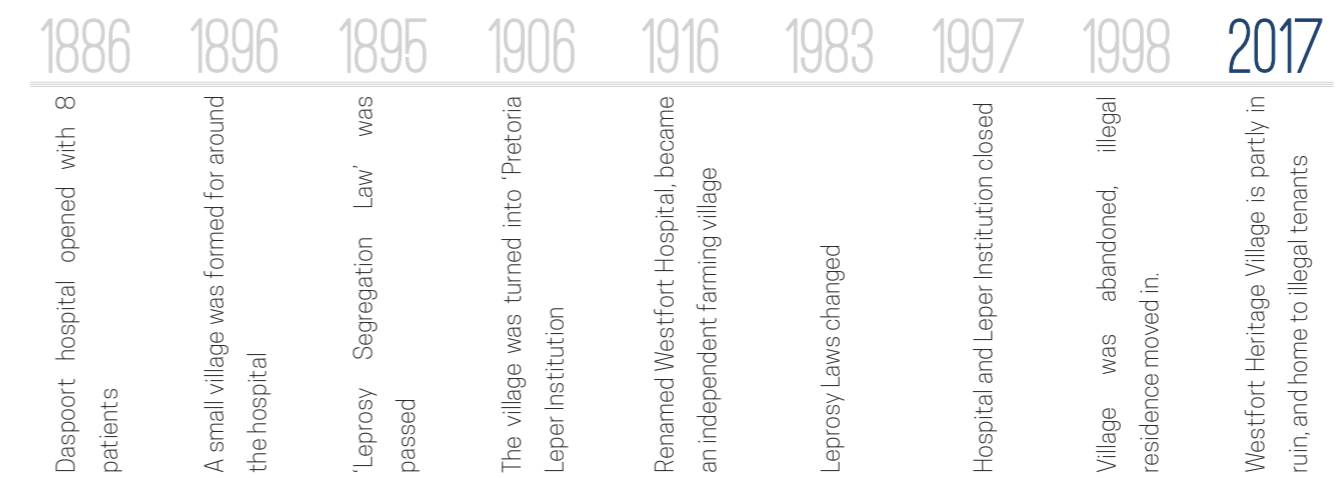 1886
Daspoort hospital opened with 8
patients
1896
A small village was formed for around
the hospital
1895
'Leprosy Segregation Law' was
passed
1906
The village was turned into 'Pretoria
Leper Institution
1916
Renamed Westfort Hospital, became
an independent farming village
1983
Leprosy Laws changed
1997
Hospital and Leper Institution closed
1998
Village was abandoned, illegal
residence moved in.
2017
Westfort Heritage Village is partly in
ruin, and home to illegal tenants